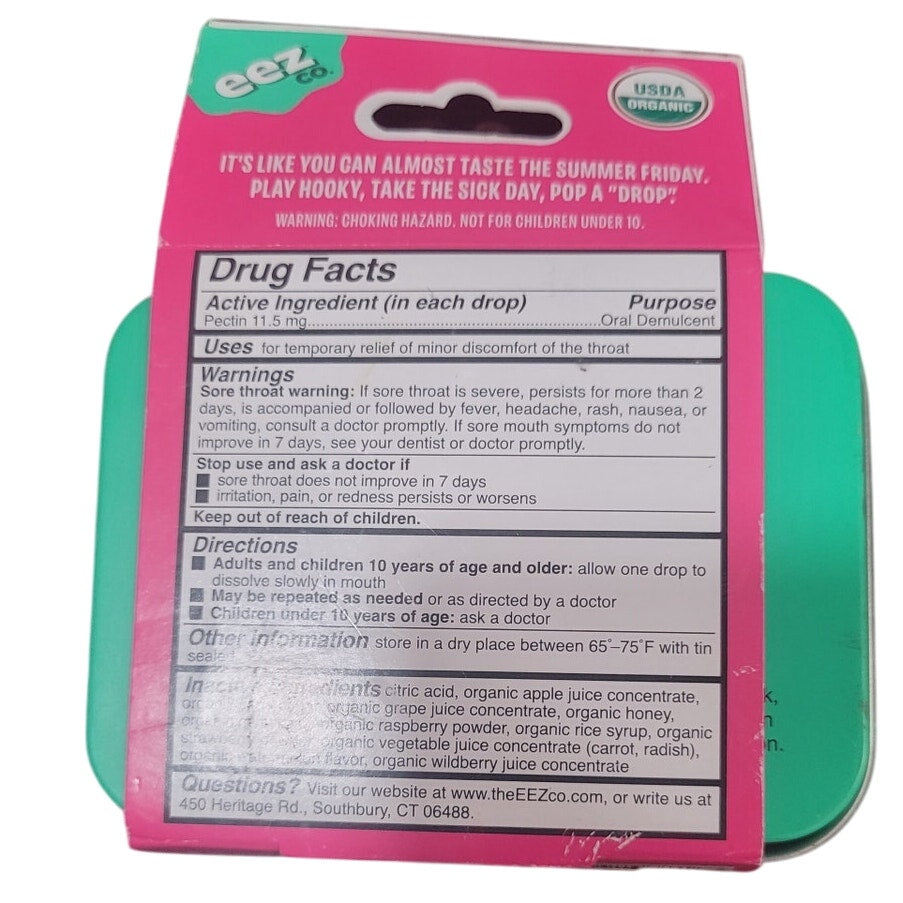 eez
co.
USDA
ORGANIC
IT'S LIKE YOU CAN ALMOST TASTE THE SUMMER FRIDAY.
PLAY HOOKY, TAKE THE SICK DAY, POP A "DROP".
WARNING: CHOKING HAZARD. NOT FOR CHILDREN UNDER 10.
Drug Facts
Active Ingredient (in each drop) Purpose
Pectin 11.5 mg..........Oral Demulcent
Uses for temporary relief of minor discomfort of the throat
Warnings
Sore throat warning: If sore throat is severe, persists for more than 2
days, is accompanied or followed by fever, headache, rash, nausea, or
vomiting, consult a doctor promptly. If sore mouth symptoms do not
improve in 7 days, see your dentist or doctor promptly.
Stop use and ask a doctor if
■ sore throat does not improve in 7 days
■ irritation, pain, or redness persists or worsens
Keep out of reach of children.
Directions
■ Adults and children 10 years of age and older: allow one drop to
dissolve slowly in mouth
■ May be repeated as needed or as directed by a doctor
■ Children under 10 years of age: ask a doctor
Other information store in a dry place between 65°–75°F with tin
sealed
Inactive ingredients citric acid, organic apple juice concentrate,
organic grape juice concentrate, organic honey,
organic raspberry powder, organic rice syrup, organic
organic vegetable juice concentrate (carrot, radish),
flavor, organic wildberry juice concentrate
Questions? Visit our website at www.theEEZco.com, or write us at
450 Heritage Rd., Southbury, CT 06488.